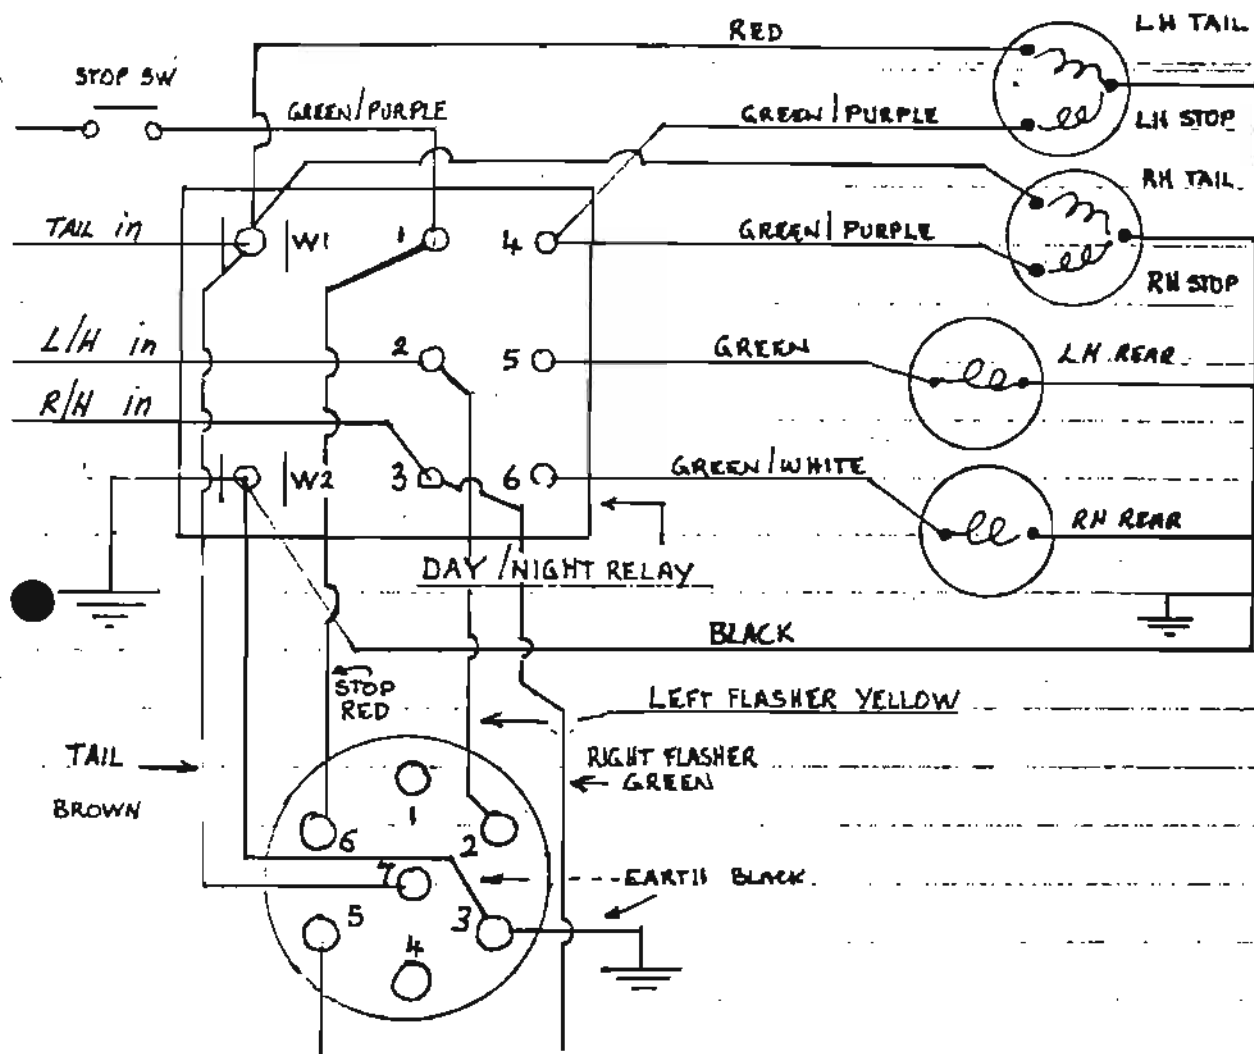 RED
LH TAIL
STOP SW
GREEN/PURPLE
GREEN/PURPLE
LH STOP
RH TAIL
TAIL in
W1
1
4
GREEN/PURPLE
RH STOP
L/H in
2
5
GREEN
LH REAR
R/H in
W2
3
6
GREEN/WHITE
RH REAR
DAY/NIGHT RELAY
BLACK
STOP
RED
LEFT FLASHER YELLOW
TAIL
BROWN
RIGHT FLASHER
GREEN
1
6
2
7
EARTH BLACK
5
3
4